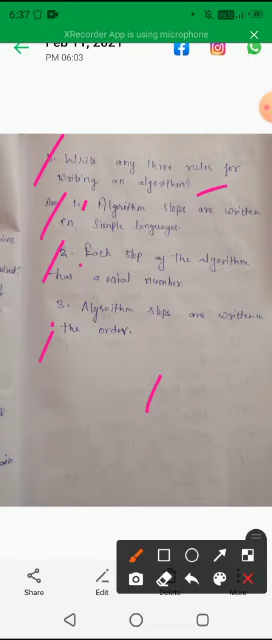 6:37
XRecorder App is using microphone
Feb 11, 2021
PM 06:03
Write any three rules for
writing an algorithm?
Ans 1. Algorithm steps are written
in simple languages.
2. Each step of the algorithm
has a serial number
3. Algorithm steps are written in
the order.
Share
Edit
Delete
More